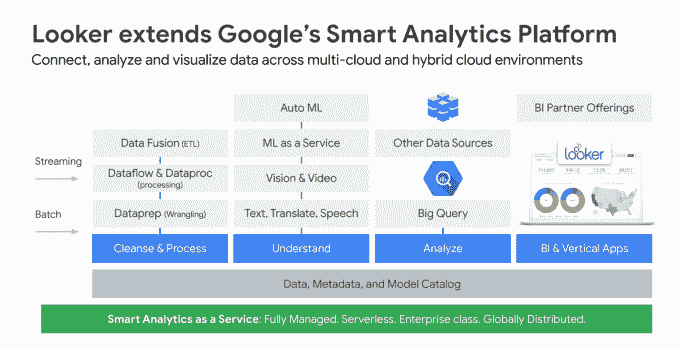 Looker extends Google's Smart Analytics Platform
Connect, analyze and visualize data across multi-cloud and hybrid cloud environments
Auto ML
BI Partner Offerings
Data Fusion (ETL)
ML as a Service
Other Data Sources
Streaming
Dataflow & Dataproc
(processing)
Vision & Video
looker
Batch
Dataprep (Wrangling)
Text, Translate, Speech
Big Query
Cleanse & Process
Understand
Analyze
BI & Vertical Apps
Data, Metadata, and Model Catalog
Smart Analytics as a Service: Fully Managed. Serverless. Enterprise class. Globally Distributed.